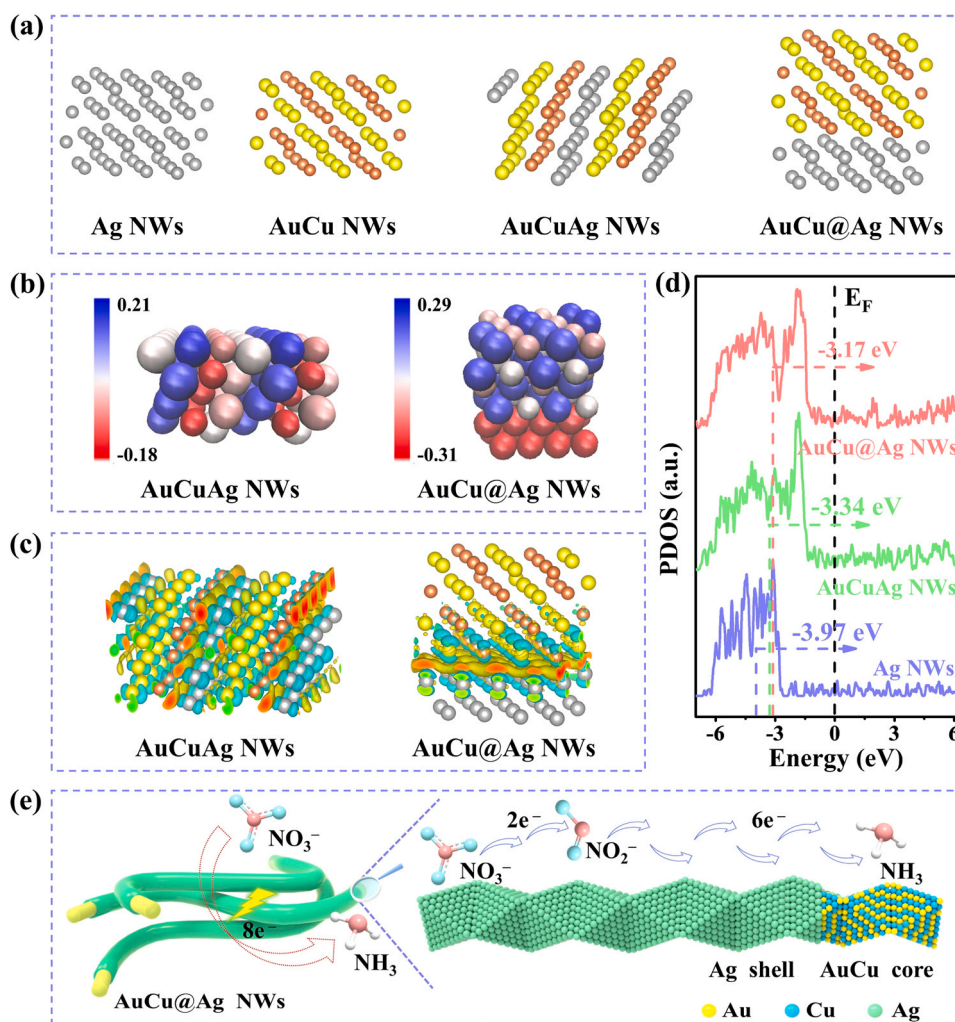 (a)
Ag NWs
AuCu NWs
AuCuAg NWs
AuCu@Ag NWs
(b)
0.21
-0.18
AuCuAg NWs
0.29
-0.31
AuCu@Ag NWs
(c)
AuCuAg NWs
AuCu@Ag NWs
(d)
E_F
-3.17 eV
AuCu@Ag NWs
-3.34 eV
AuCuAg NWs
-3.97 eV
Ag NWs
PDOS (a.u.)
-6 -3 0 3 6
Energy (eV)
(e)
NO₃⁻
8e⁻
NH₃
AuCu@Ag NWs
NO₃⁻
2e⁻
NO₂⁻
6e⁻
NH₃
Ag shell
AuCu core
Au
Cu
Ag